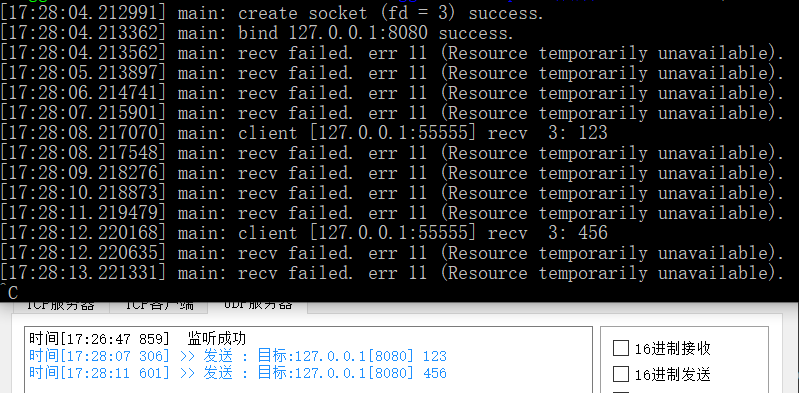 [17:28:04.212991] main: create socket (fd = 3) success.
[17:28:04.213362] main: bind 127.0.0.1:8080 success.
[17:28:04.213562] main: recv failed. err 11 (Resource temporarily unavailable).
[17:28:05.213897] main: recv failed. err 11 (Resource temporarily unavailable).
[17:28:06.214741] main: recv failed. err 11 (Resource temporarily unavailable).
[17:28:07.215901] main: recv failed. err 11 (Resource temporarily unavailable).
[17:28:08.217070] main: client [127.0.0.1:55555] recv  3: 123
[17:28:08.217548] main: recv failed. err 11 (Resource temporarily unavailable).
[17:28:09.218276] main: recv failed. err 11 (Resource temporarily unavailable).
[17:28:10.218873] main: recv failed. err 11 (Resource temporarily unavailable).
[17:28:11.219479] main: recv failed. err 11 (Resource temporarily unavailable).
[17:28:12.220168] main: client [127.0.0.1:55555] recv  3: 456
[17:28:12.220635] main: recv failed. err 11 (Resource temporarily unavailable).
[17:28:13.221331] main: recv failed. err 11 (Resource temporarily unavailable).
^C
TCP服务器 TCP客户端 UDP服务器
时间[17:26:47 859]  监听成功
时间[17:28:07 306] >> 发送 : 目标:127.0.0.1[8080] 123
时间[17:28:11 601] >> 发送 : 目标:127.0.0.1[8080] 456
16进制接收
16进制发送